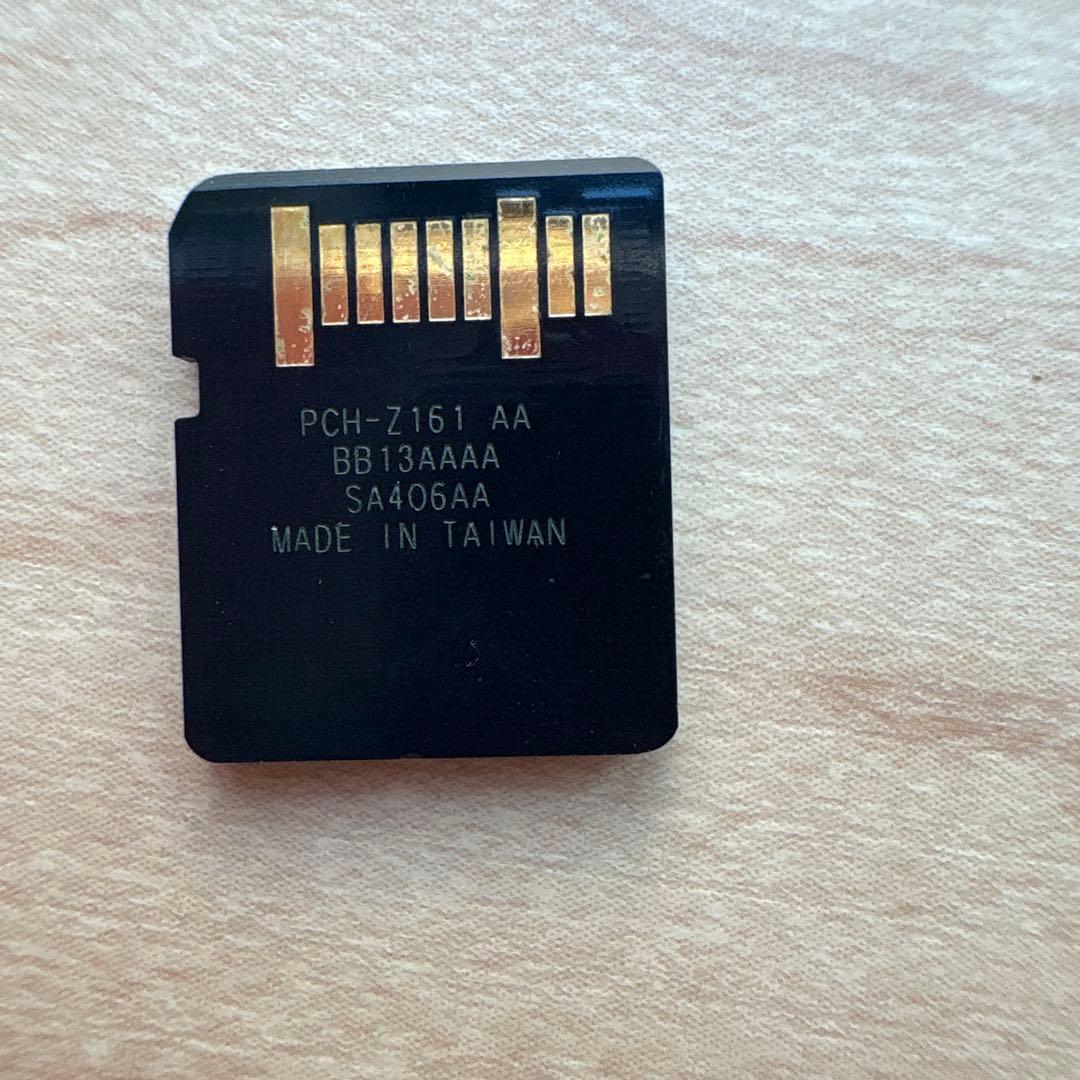 PCH-Z161 AA
BB13AAAA
SA406AA
MADE IN TAIWAN